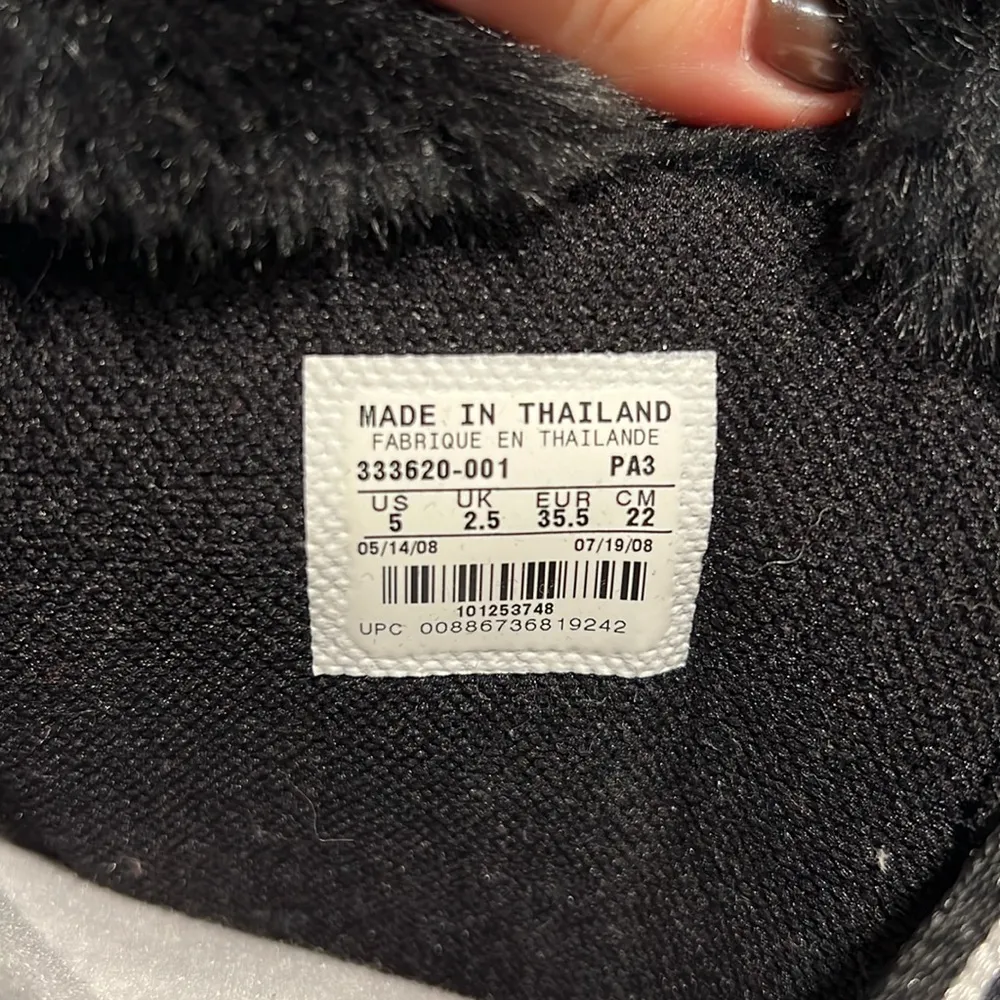 MADE IN THAILAND
FABRIQUE EN THAILANDE
333620-001 PA3
US UK EUR CM
5 2.5 35.5 22
05/14/08 07/19/08
101253748
UPC 00886736819242